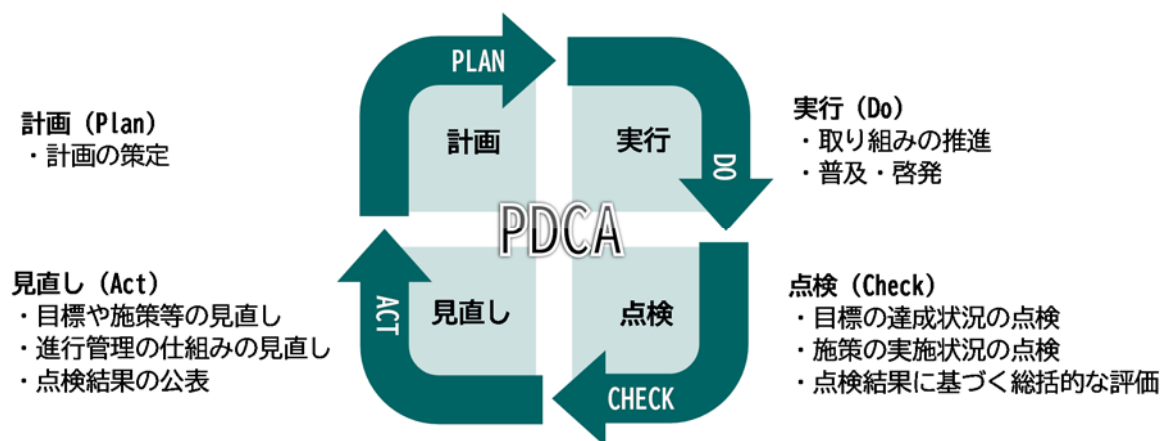 計画（Plan）
・計画の策定
PLAN
計画
実行
DO
実行（Do）
・取り組みの推進
・普及・啓発
PDCA
見直し（Act）
・目標や施策等の見直し
・進行管理の仕組みの見直し
・点検結果の公表
ACT
見直し
点検
CHECK
点検（Check）
・目標の達成状況の点検
・施策の実施状況の点検
・点検結果に基づく総括的な評価